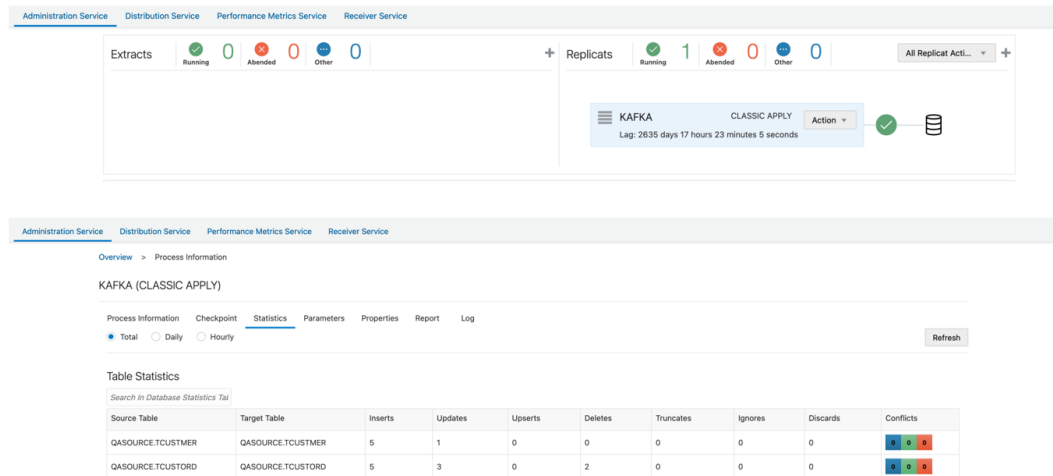 Administration Service Distribution Service Performance Metrics Service Receiver Service
Extracts Running 0 Abended 0 Other 0 + Replicats Running 1 Abended 0 Other 0 All Replicat Acti... +
KAFKA CLASSIC APPLY Action
Lag: 2635 days 17 hours 23 minutes 5 seconds
Administration Service Distribution Service Performance Metrics Service Receiver Service
Overview > Process Information
KAFKA (CLASSIC APPLY)
Process Information Checkpoint Statistics Parameters Properties Report Log
Total Daily Hourly
Refresh
Table Statistics
Search In Database Statistics Tal
Source Table Target Table Inserts Updates Upserts Deletes Truncates Ignores Discards Conflicts
QASOURCE.TCUSTMER QASOURCE.TCUSTMER 5 1 0 0 0 0 0 0 0 0
QASOURCE.TCUSTORD QASOURCE.TCUSTORD 5 3 0 2 0 0 0 0 0 0